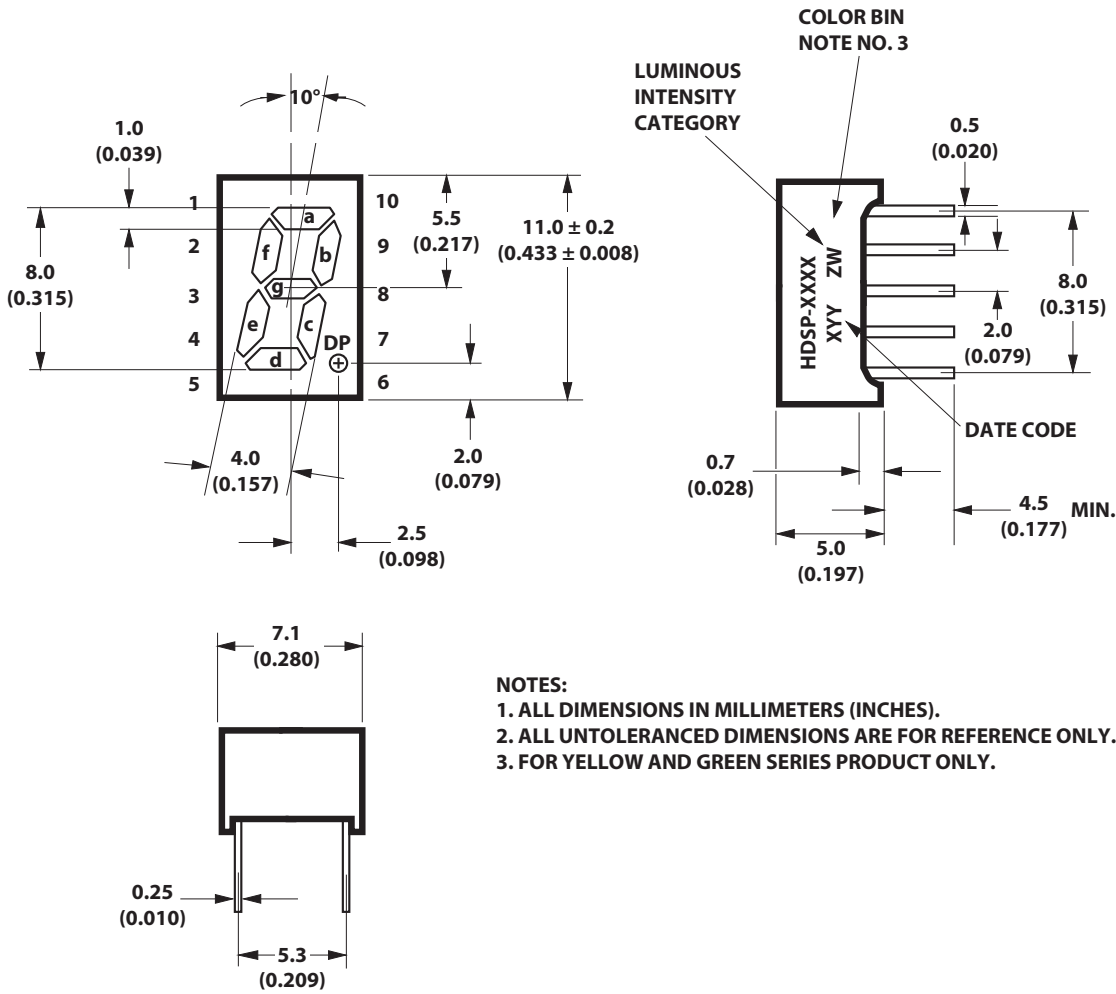 COLOR BIN
NOTE NO. 3
LUMINOUS
INTENSITY
CATEGORY
10°
1.0
(0.039)
0.5
(0.020)
1
2
3
4
5
10
9
8
7
6
a
f
b
g
e
c
d
DP
5.5
(0.217)
11.0 ± 0.2
(0.433 ± 0.008)
8.0
(0.315)
HDSP-XXXX
XYY ZW
8.0
(0.315)
2.0
(0.079)
DATE CODE
4.0
(0.157)
2.0
(0.079)
2.5
(0.098)
0.7
(0.028)
4.5 MIN.
(0.177)
5.0
(0.197)
7.1
(0.280)
NOTES:
1. ALL DIMENSIONS IN MILLIMETERS (INCHES).
2. ALL UNTOLERANCED DIMENSIONS ARE FOR REFERENCE ONLY.
3. FOR YELLOW AND GREEN SERIES PRODUCT ONLY.
0.25
(0.010)
5.3
(0.209)